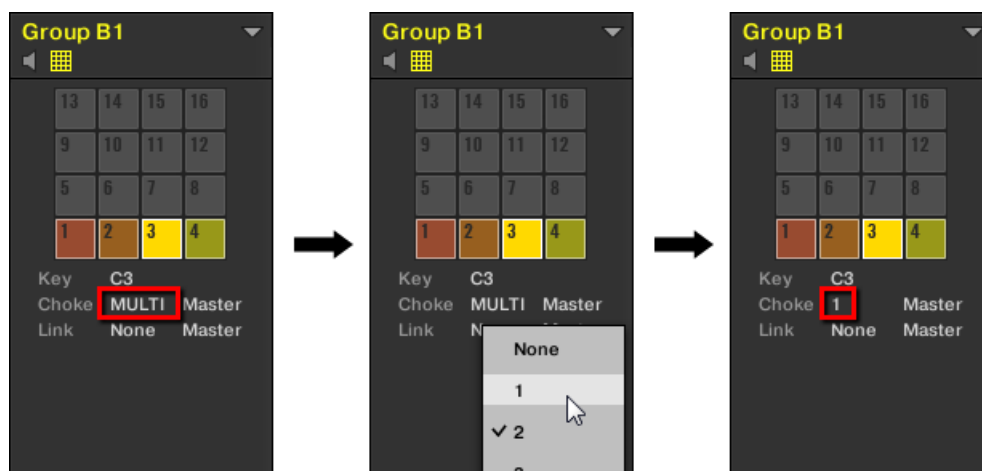 Group B1
13 14 15 16
9 10 11 12
5 6 7 8
1 2 3 4
Key C3
Choke MULTI Master
Link None Master
Group B1
13 14 15 16
9 10 11 12
5 6 7 8
1 2 3 4
Key C3
Choke MULTI Master
Link
None
1
2
Group B1
13 14 15 16
9 10 11 12
5 6 7 8
1 2 3 4
Key C3
Choke 1 Master
Link None Master